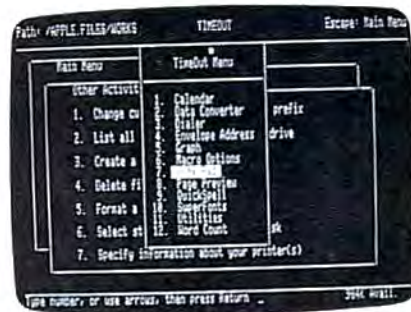 Path: /APPLE.FILES/WORKS TIMEOUT Escape: Main Menu
Main Menu TimeOut Menu
Other Activit
1. Change cu prefix
2. List all drive
3. Create a
4. Delete fi
5. Format a
6. Select st sk
7. Specify information about your printer(s)
1. Calendar
2. Data Converter
3. Dialer
4. Envelope Address
5. Graph
6. Macro Options
7.
8. Page Preview
9. QuickSpell
10. SuperFonts
11. Utilities
12. Word Count
Type number, or use arrows, then press Return _ Avail.